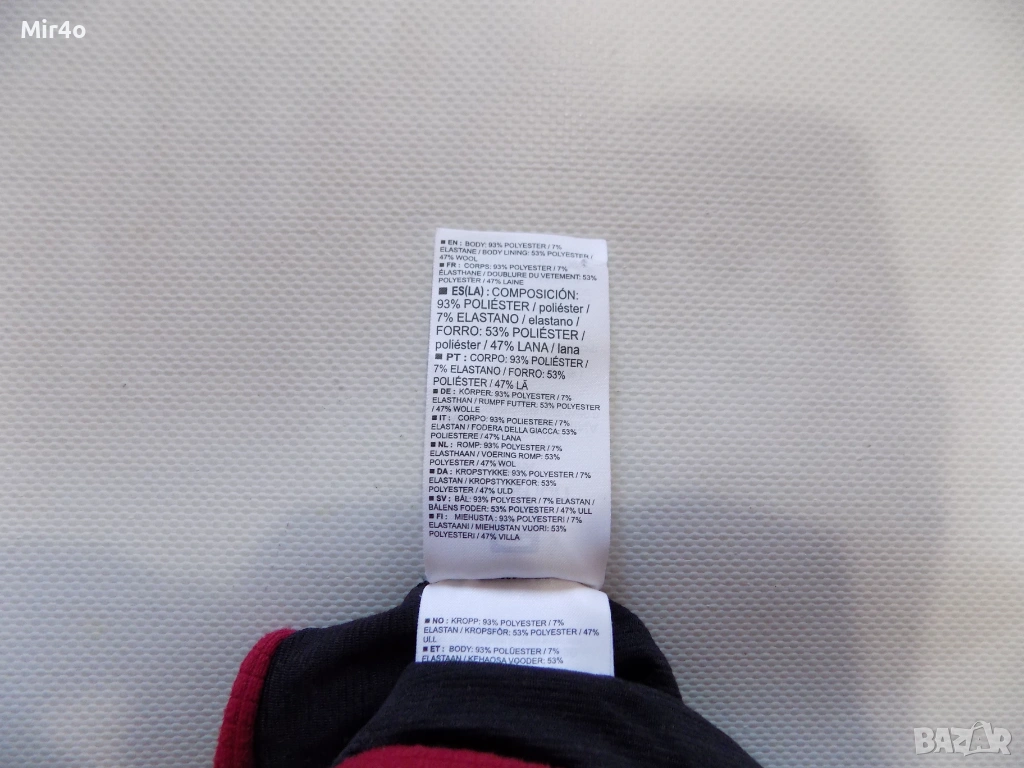 Mir4o
■ EN : BODY: 93% POLYESTER / 7%
ELASTANE / BODY LINING: 53% POLYESTER /
47% WOOL
■ FR : CORPS: 93% POLYESTER / 7%
ÉLASTHANE / DOUBLURE DU VETEMENT: 53%
POLYESTER / 47% LAINE
■ ES(LA) : COMPOSICIÓN:
93% POLIÉSTER / poliéster /
7% ELASTANO / elastano /
FORRO: 53% POLIÉSTER /
poliéster / 47% LANA / lana
■ PT : CORPO: 93% POLIÉSTER /
7% ELASTANO / FORRO: 53%
POLIÉSTER / 47% LÃ
■ DE : KÖRPER: 93% POLYESTER / 7%
ELASTHAN / RUMPF FUTTER: 53% POLYESTER
/ 47% WOLLE
■ IT : CORPO: 93% POLIESTERE / 7%
ELASTAN / FODERA DELLA GIACCA: 53%
POLIESTERE / 47% LANA
■ NL : ROMP: 93% POLYESTER / 7%
ELASTHAAN / VOERING ROMP: 53%
POLYESTER / 47% WOL
■ DA : KROPSTYKKE: 93% POLYESTER / 7%
ELASTAN / KROPSTYKKEFOR: 53%
POLYESTER / 47% ULD
■ SV : BÅL: 93% POLYESTER / 7% ELASTAN /
BÅLENS FODER: 53% POLYESTER / 47% ULL
■ FI : MIEHUSTA : 93% POLYESTERI / 7%
ELASTAANI / MIEHUSTAN VUORI: 53%
POLYESTERI / 47% VILLA
■ NO : KROPP: 93% POLYESTER / 7%
ELASTAN / KROPSFÔR: 53% POLYESTER / 47%
ULL
■ ET : BODY: 93% POLÜESTER / 7%
ELASTAAN / KEHAOSA VOODER: 53%
BAZAR